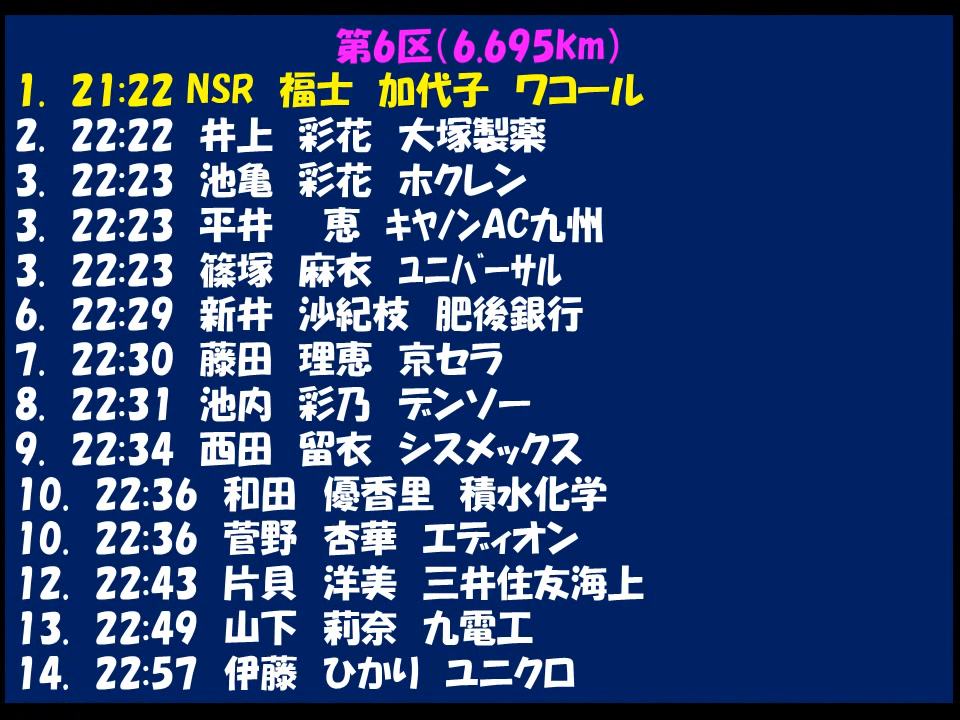 第6区(6.695km)
1. 21:22 NSR 福士 加代子 ワコール
2. 22:22 井上 彩花 大塚製薬
3. 22:23 池亀 彩花 ホクレン
3. 22:23 平井 恵 ｷﾔﾉﾝAC九州
3. 22:23 篠塚 麻衣 ﾕﾆﾊﾞｰｻﾙ
6. 22:29 新井 沙紀枝 肥後銀行
7. 22:30 藤田 理恵 京セラ
8. 22:31 池内 彩乃 デンソー
9. 22:34 西田 留衣 シスメックス
10. 22:36 和田 優香里 積水化学
10. 22:36 菅野 杏華 エディオン
12. 22:43 片貝 洋美 三井住友海上
13. 22:49 山下 莉奈 九電工
14. 22:57 伊藤 ひかり ユニクロ